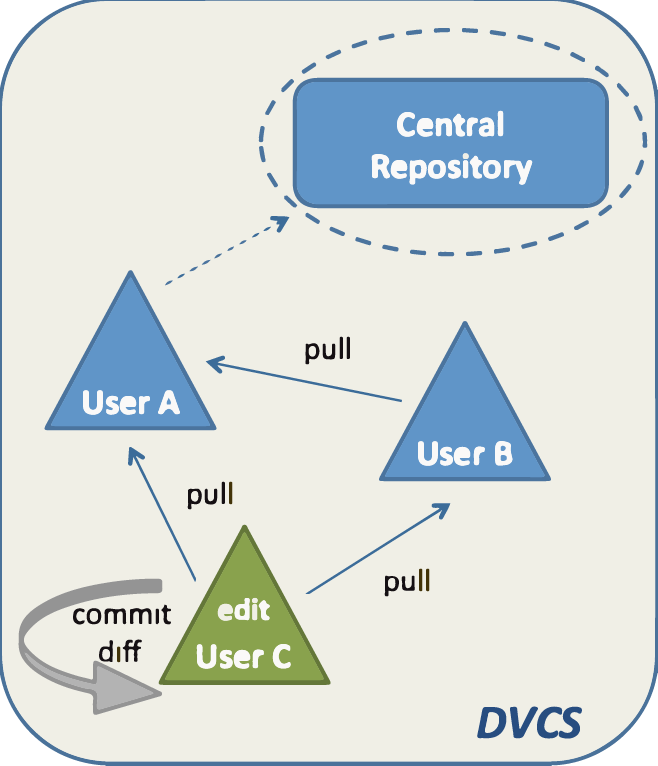 Central
Repository
pull
User A
User B
pull
pull
commit
diff
edit
User C
DVCS